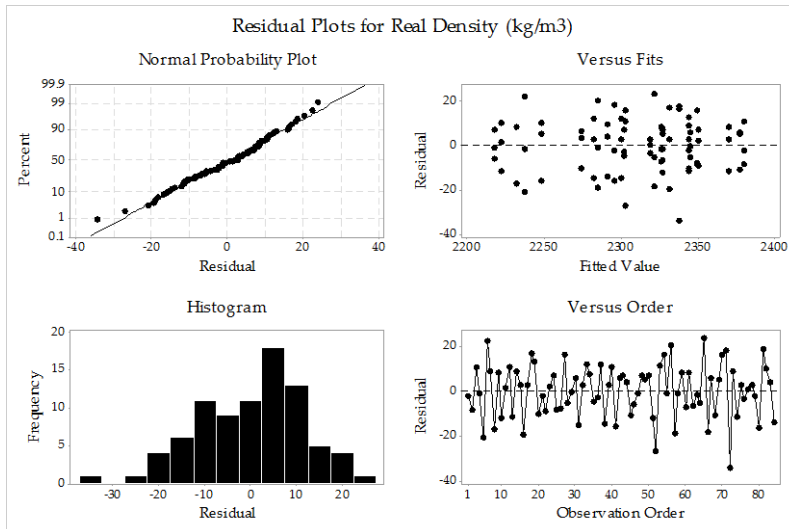 Residual Plots for Real Density (kg/m3)
Normal Probability Plot
99.9
99
90
50
10
1
0.1
Percent
-40 -20 0 20 40
Residual
Versus Fits
20
0
-20
-40
Residual
2200 2250 2300 2350 2400
Fitted Value
Histogram
20
15
10
5
0
Frequency
-30 -20 -10 0 10 20
Residual
Versus Order
20
0
-20
-40
Residual
1 10 20 30 40 50 60 70 80
Observation Order